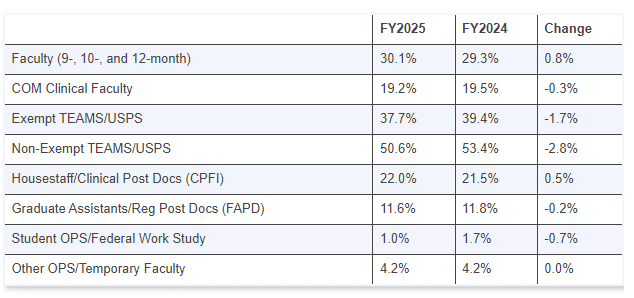 FY2025 FY2024 Change
Faculty (9-, 10-, and 12-month) 30.1% 29.3% 0.8%
COM Clinical Faculty 19.2% 19.5% -0.3%
Exempt TEAMS/USPS 37.7% 39.4% -1.7%
Non-Exempt TEAMS/USPS 50.6% 53.4% -2.8%
Housestaff/Clinical Post Docs (CPFI) 22.0% 21.5% 0.5%
Graduate Assistants/Reg Post Docs (FAPD) 11.6% 11.8% -0.2%
Student OPS/Federal Work Study 1.0% 1.7% -0.7%
Other OPS/Temporary Faculty 4.2% 4.2% 0.0%